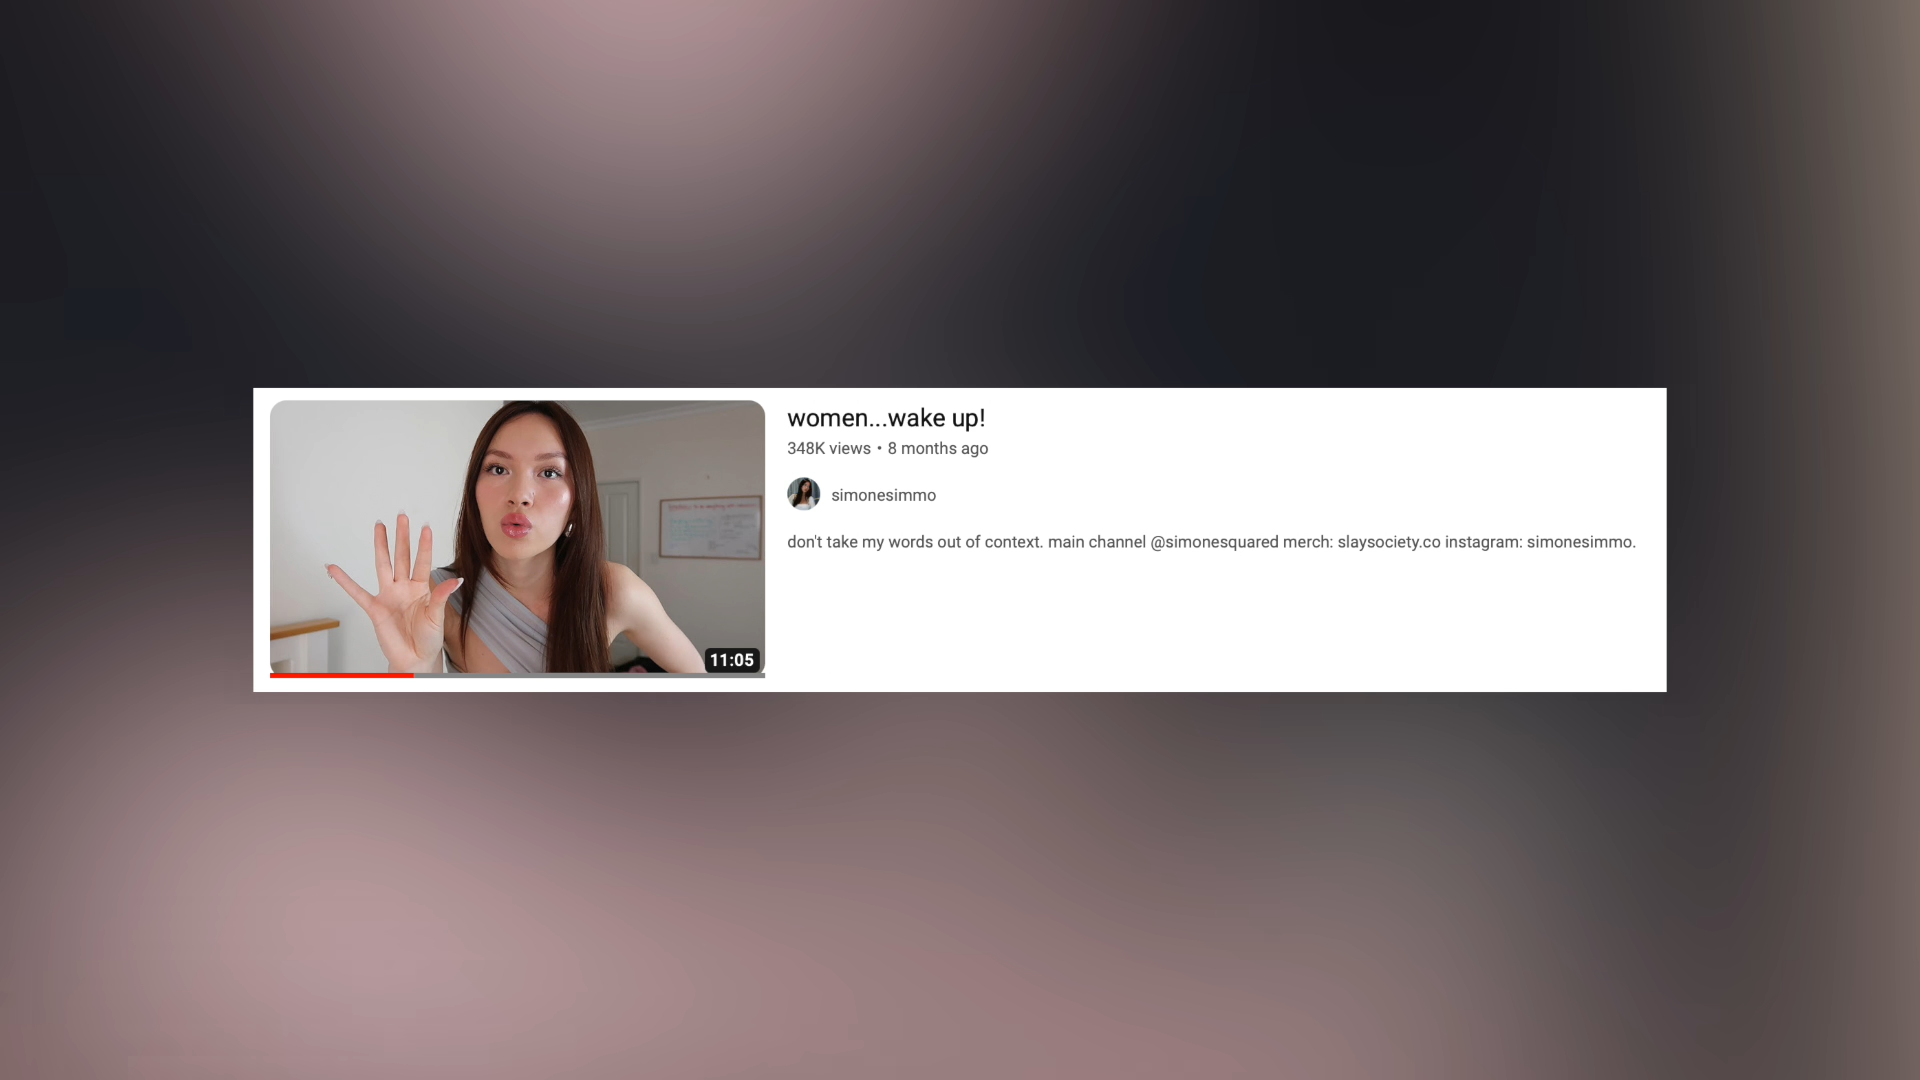 women...wake up!
348K views • 8 months ago
simonesimmo
don't take my words out of context. main channel @simonesquared merch: slaysociety.co instagram: simonesimmo.
11:05